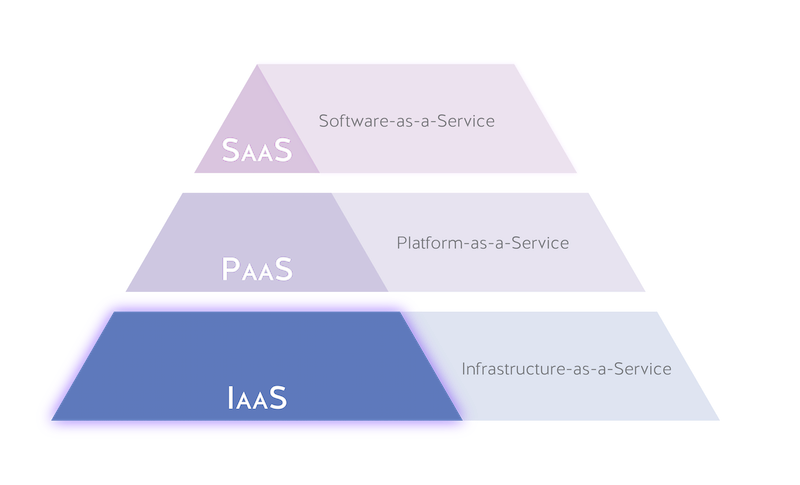 SaaS
Software-as-a-Service
PaaS
Platform-as-a-Service
IaaS
Infrastructure-as-a-Service